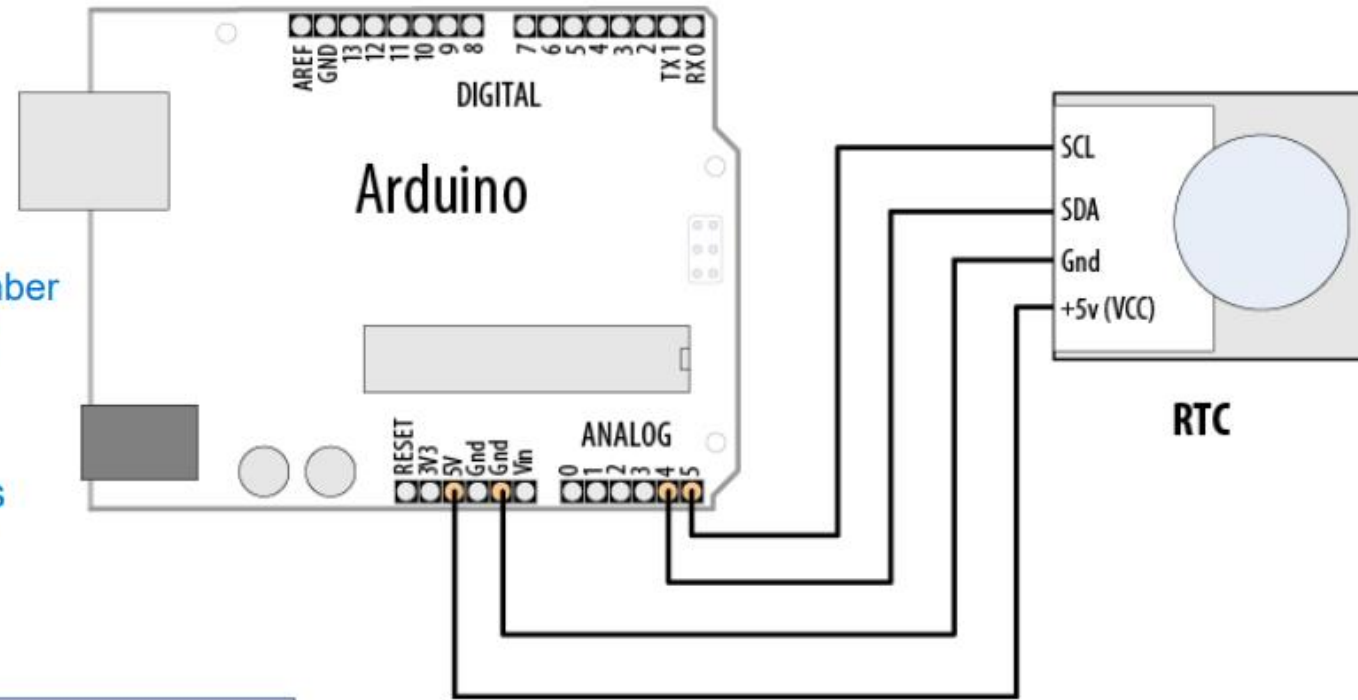 AREF
GND
13
12
11
10
9
8
7
6
5
4
3
2
TX 1
RX 0
DIGITAL
Arduino
SCL
SDA
Gnd
+5v (VCC)
RTC
RESET
3V3
5V
Gnd
Gnd
Vin
ANALOG
0
1
2
3
4
5